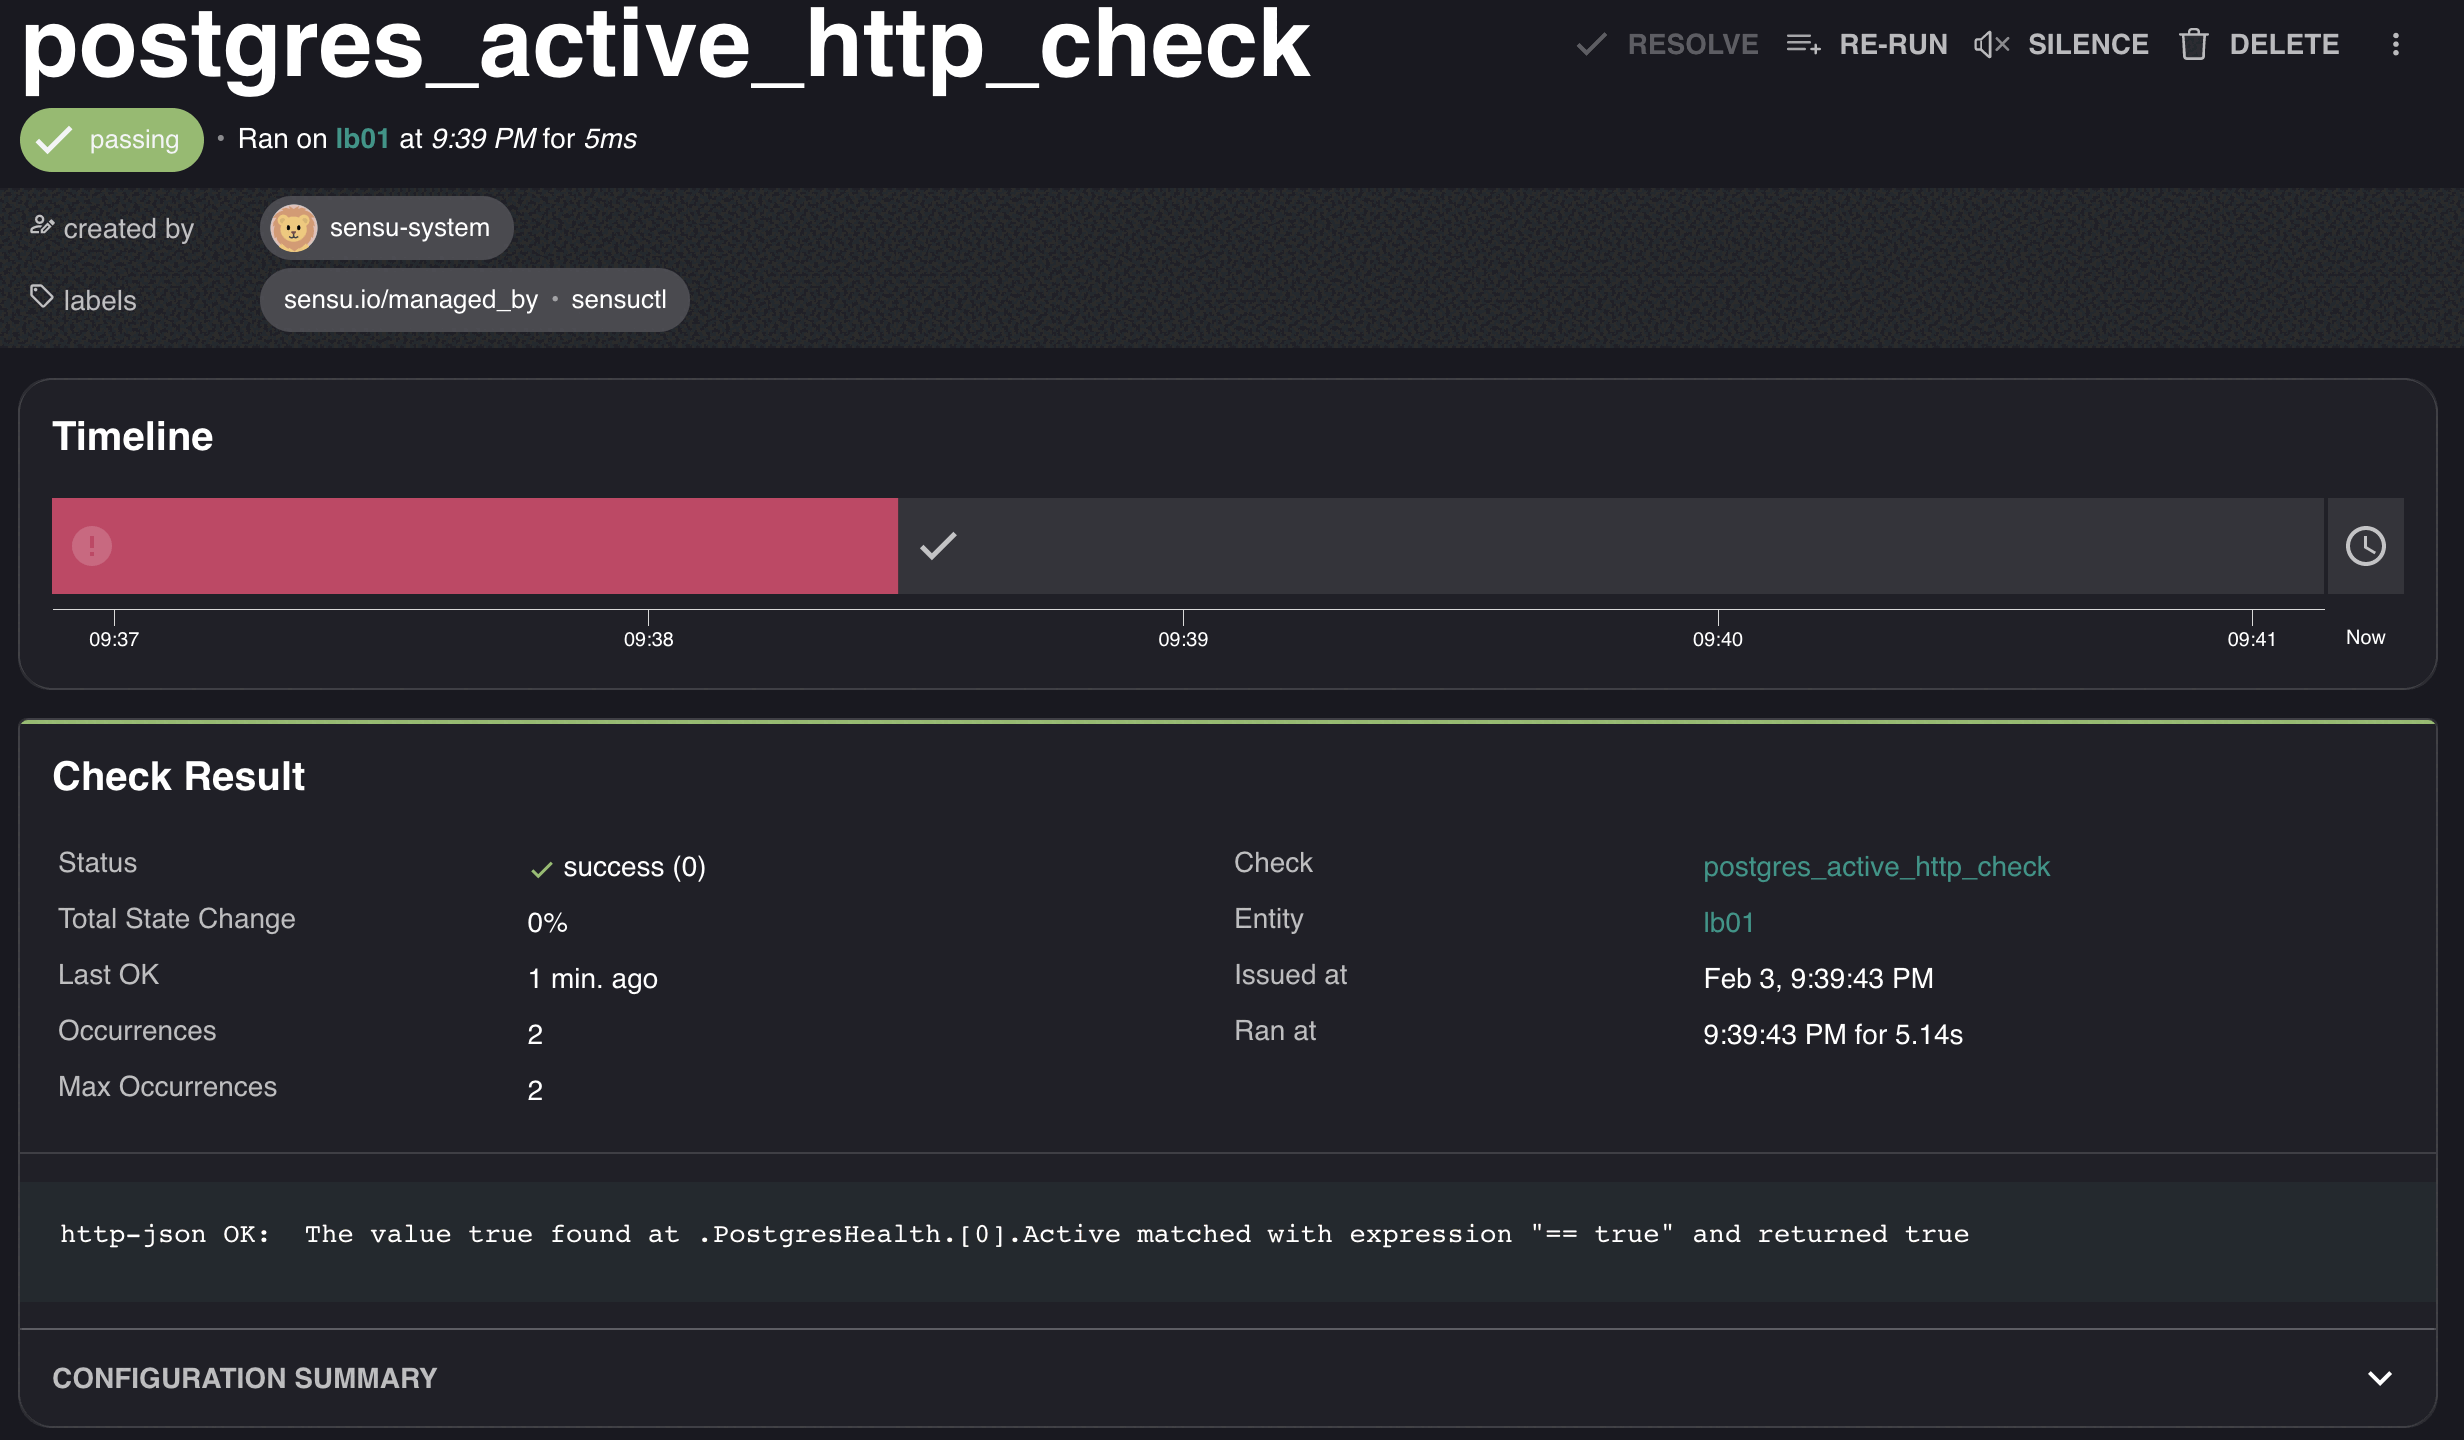 postgres_active_http_check
RESOLVE RE-RUN SILENCE DELETE
passing • Ran on lb01 at 9:39 PM for 5ms
created by sensu-system
labels sensu.io/managed_by • sensuctl
Timeline
09:37 09:38 09:39 09:40 09:41 Now
Check Result
Status success (0)
Total State Change 0%
Last OK 1 min. ago
Occurrences 2
Max Occurrences 2
Check postgres_active_http_check
Entity lb01
Issued at Feb 3, 9:39:43 PM
Ran at 9:39:43 PM for 5.14s
http-json OK:  The value true found at .PostgresHealth.[0].Active matched with expression "== true" and returned true
CONFIGURATION SUMMARY